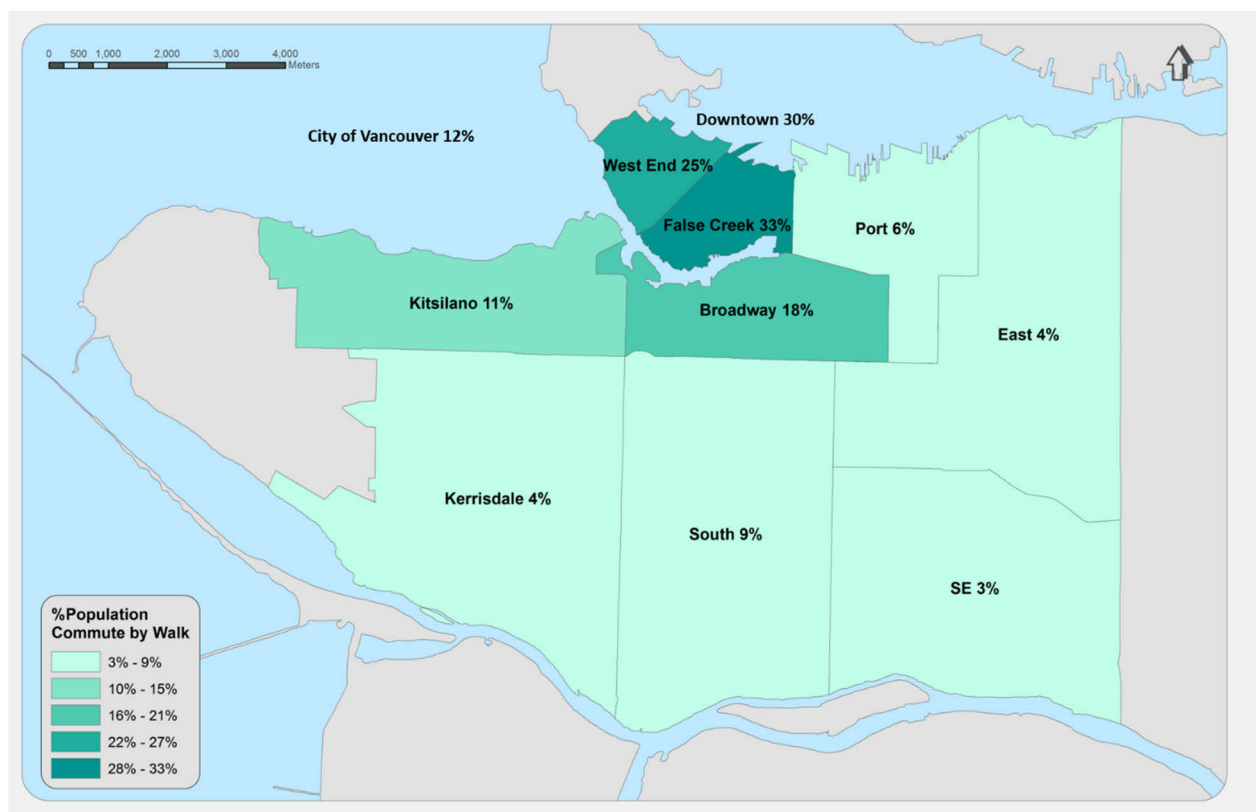 0 500 1,000 2,000 3,000 4,000
Meters
Downtown 30%
City of Vancouver 12%
West End 25%
False Creek 33%
Port 6%
Kitsilano 11%
Broadway 18%
East 4%
Kerrisdale 4%
South 9%
SE 3%
%Population
Commute by Walk
3% - 9%
10% - 15%
16% - 21%
22% - 27%
28% - 33%